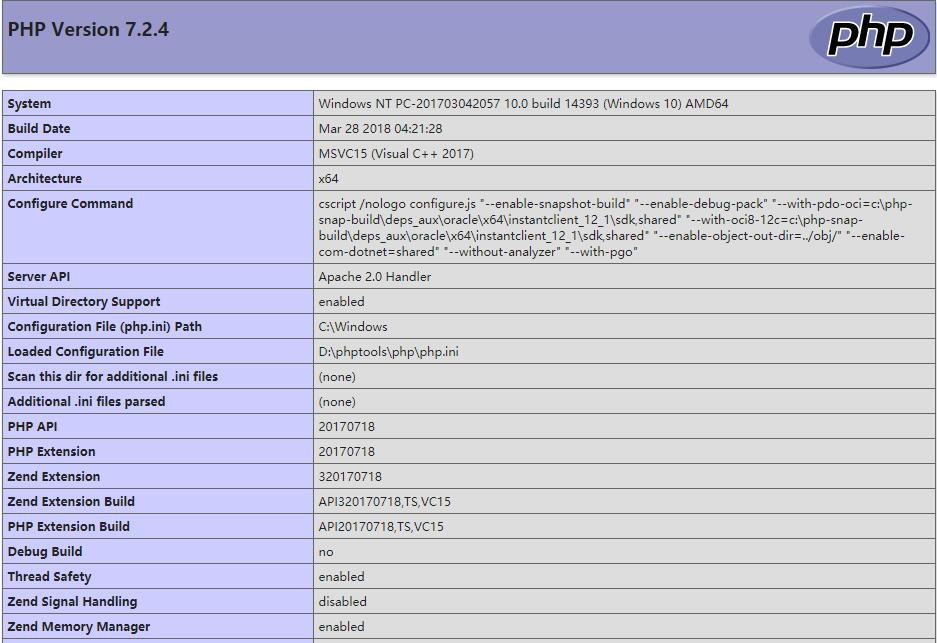 PHP Version 7.2.4
php
System Windows NT PC-201703042057 10.0 build 14393 (Windows 10) AMD64
Build Date Mar 28 2018 04:21:28
Compiler MSVC15 (Visual C++ 2017)
Architecture x64
Configure Command cscript /nologo configure.js "--enable-snapshot-build" "--enable-debug-pack" "--with-pdo-oci=c:\php-
snap-build\deps_aux\oracle\x64\instantclient_12_1\sdk,shared" "--with-oci8-12c=c:\php-snap-
build\deps_aux\oracle\x64\instantclient_12_1\sdk,shared" "--enable-object-out-dir=../obj/" "--enable-
com-dotnet=shared" "--without-analyzer" "--with-pgo"
Server API Apache 2.0 Handler
Virtual Directory Support enabled
Configuration File (php.ini) Path C:\Windows
Loaded Configuration File D:\phptools\php\php.ini
Scan this dir for additional .ini files (none)
Additional .ini files parsed (none)
PHP API 20170718
PHP Extension 20170718
Zend Extension 320170718
Zend Extension Build API320170718,TS,VC15
PHP Extension Build API20170718,TS,VC15
Debug Build no
Thread Safety enabled
Zend Signal Handling disabled
Zend Memory Manager enabled